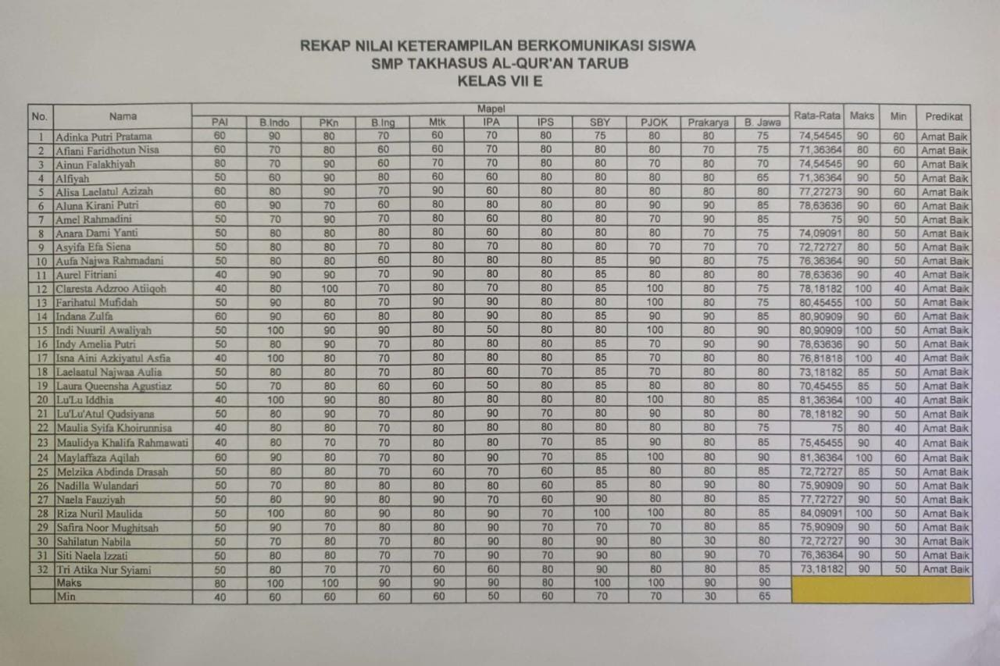 REKAP NILAI KETERAMPILAN BERKOMUNIKASI SISWA
SMP TAKHASUS AL-QUR'AN TARUB
KELAS VII E
No. Nama Mapel Rata-Rata Maks Min Predikat
PAI B.Indo PKn B.Ing Mtk IPA IPS SBY PJOK Prakarya B. Jawa
1 Adinka Putri Pratama 60 90 80 70 60 70 80 75 80 80 75 74,54545 90 60 Amat Baik
2 Afiani Faridhotun Nisa 60 70 80 60 70 60 80 80 80 70 75 71,36364 80 60 Amat Baik
3 Ainun Falakhiyah 80 70 90 60 70 70 80 80 70 80 70 74,54545 90 60 Amat Baik
4 Alfiyah 50 60 90 80 60 60 80 80 80 80 65 71,36364 90 50 Amat Baik
5 Alisa Laelatul Azizah 60 80 90 70 90 60 80 80 80 80 80 77,27273 90 60 Amat Baik
6 Aluna Kirani Putri 60 90 70 60 80 80 80 80 90 90 85 78,63636 90 60 Amat Baik
7 Amel Rahmadini 50 70 90 70 80 60 80 80 70 90 85 75 90 50 Amat Baik
8 Anara Dami Yanti 50 80 80 80 80 60 80 80 80 70 75 74,09091 80 50 Amat Baik
9 Asyifa Efa Siena 50 80 80 70 70 80 80 80 70 70 70 72,72727 80 50 Amat Baik
10 Aufa Najwa Rahmadani 50 80 80 60 80 80 80 85 90 80 75 76,36364 90 50 Amat Baik
11 Aurel Fitriani 40 90 90 70 90 80 80 85 80 80 80 78,63636 90 40 Amat Baik
12 Claresta Adzroo Atiiqoh 40 80 100 70 80 70 80 85 100 80 75 78,18182 100 40 Amat Baik
13 Farihatul Mufidah 50 90 80 70 90 90 80 80 100 80 75 80,45455 100 50 Amat Baik
14 Indana Zulfa 60 90 60 80 80 90 80 85 90 90 85 80,90909 90 60 Amat Baik
15 Indi Nuuril Awaliyah 50 100 90 90 80 50 80 80 100 80 90 80,90909 100 50 Amat Baik
16 Indy Amelia Putri 50 80 90 70 80 80 80 85 70 90 90 78,63636 90 50 Amat Baik
17 Isna Aini Azkiyatul Asfia 40 100 80 70 80 80 80 85 70 80 80 76,81818 100 40 Amat Baik
18 Laelaatul Najwaa Aulia 50 80 80 70 80 60 70 85 70 80 80 73,18182 85 50 Amat Baik
19 Laura Queensha Agustiaz 50 70 80 60 60 50 80 85 80 80 80 70,45455 85 50 Amat Baik
20 Lu'Lu Iddhia 40 100 90 80 80 80 80 80 100 80 85 81,36364 100 40 Amat Baik
21 Lu'Lu'Atul Qudsiyana 50 80 90 70 80 90 70 80 90 80 80 78,18182 90 50 Amat Baik
22 Maulia Syifa Khoirunnisa 40 80 80 70 80 80 80 80 80 80 75 75 80 40 Amat Baik
23 Maulidya Khalifa Rahmawati 40 80 70 70 80 80 70 85 90 80 85 75,45455 90 40 Amat Baik
24 Maylaffaza Aqilah 60 90 80 70 80 90 70 85 100 80 90 81,36364 100 60 Amat Baik
25 Melzika Abdinda Drasah 50 80 80 70 60 70 60 85 80 80 85 72,72727 85 50 Amat Baik
26 Nadilla Wulandari 50 70 80 80 80 80 60 85 80 90 80 75,90909 90 50 Amat Baik
27 Naela Fauziyah 50 80 90 80 90 70 60 90 80 80 85 77,72727 90 50 Amat Baik
28 Riza Nuril Maulida 50 100 80 90 80 90 70 100 100 80 85 84,09091 100 50 Amat Baik
29 Safira Noor Mughitsah 50 90 70 80 80 90 70 70 70 80 85 75,90909 90 50 Amat Baik
30 Sahilatun Nabila 50 70 80 70 80 80 80 90 80 30 80 72,72727 90 30 Amat Baik
31 Siti Naela Izzati 50 80 80 70 70 90 70 90 80 90 70 76,36364 90 50 Amat Baik
32 Tri Atika Nur Syiami 50 80 70 70 60 60 80 90 80 80 85 73,18182 90 50 Amat Baik
Maks 80 100 100 90 90 90 80 100 100 90 90
Min 40 60 60 60 60 50 60 70 70 30 65